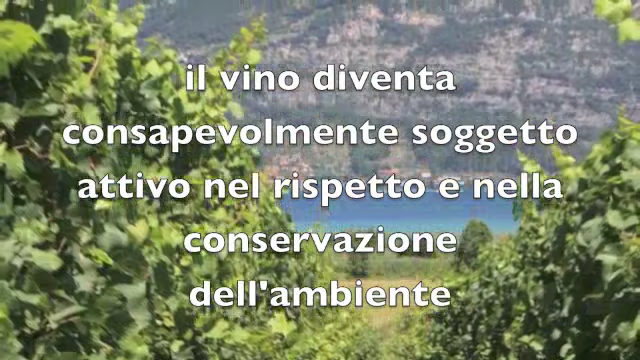 il vino diventa
consapevolmente soggetto
attivo nel rispetto e nella
conservazione
dell'ambiente